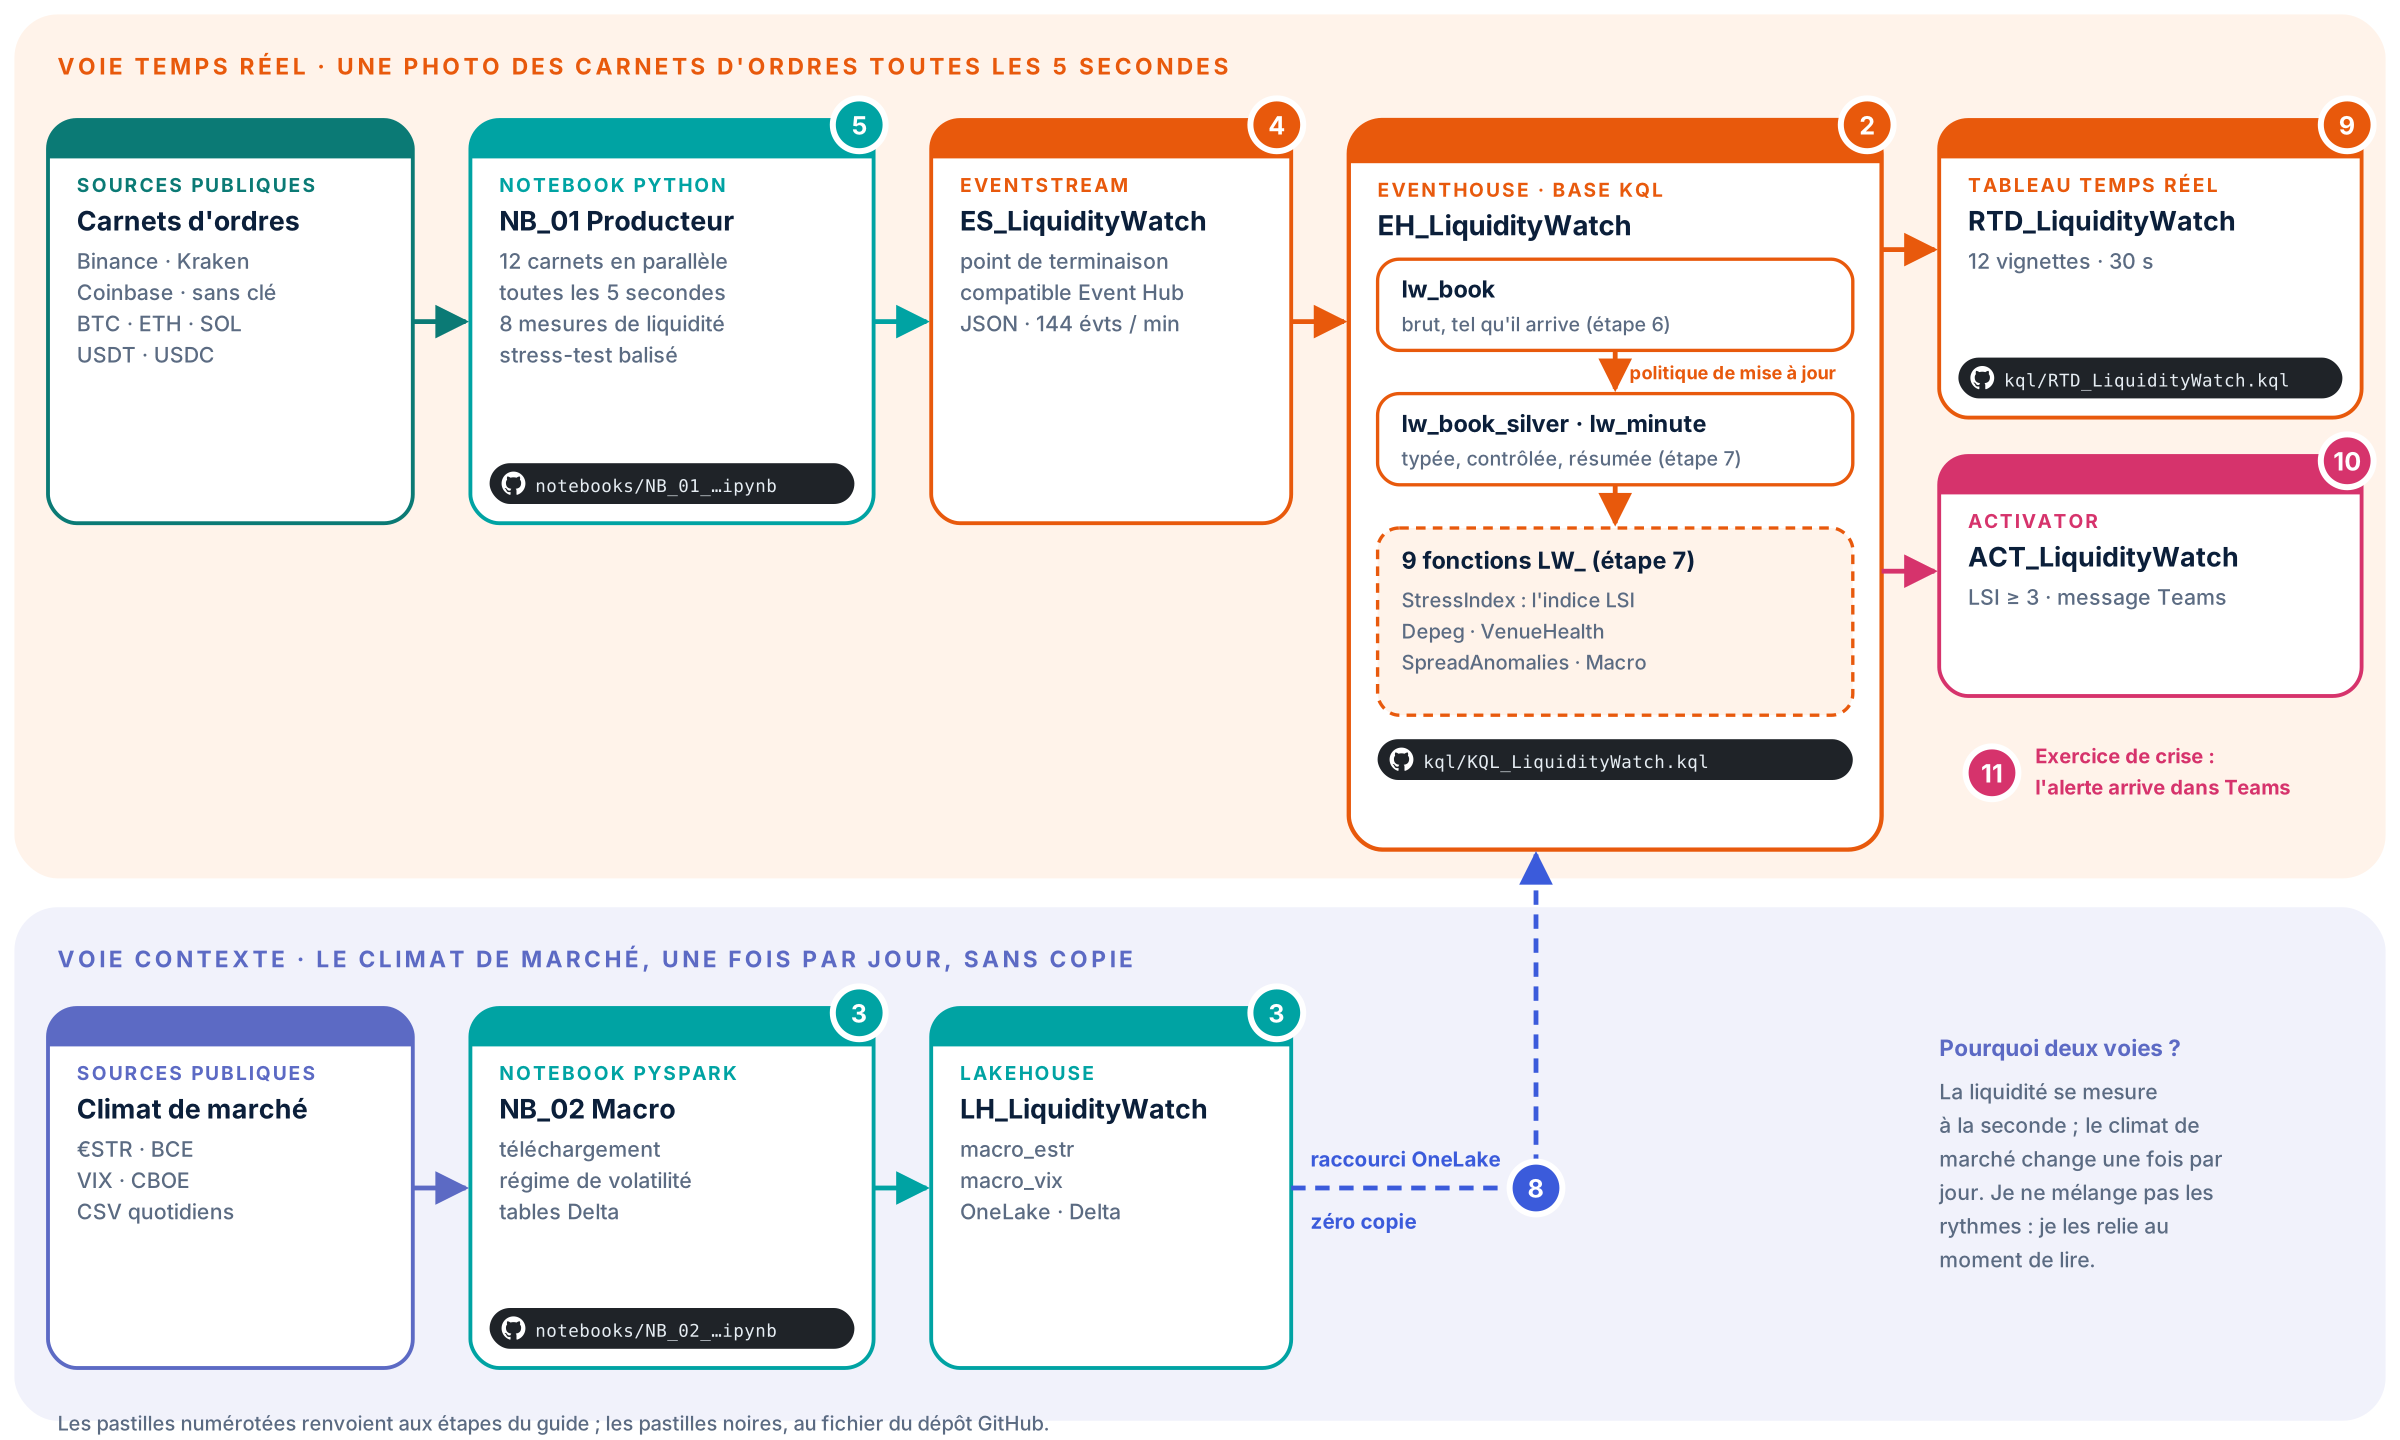 VOIE TEMPS RÉEL · UNE PHOTO DES CARNETS D'ORDRES TOUTES LES 5 SECONDES
SOURCES PUBLIQUES
Carnets d'ordres
Binance · Kraken
Coinbase · sans clé
BTC · ETH · SOL
USDT · USDC
5
NOTEBOOK PYTHON
NB_01 Producteur
12 carnets en parallèle
toutes les 5 secondes
8 mesures de liquidité
stress-test balisé
notebooks/NB_01_…ipynb
4
EVENTSTREAM
ES_LiquidityWatch
point de terminaison
compatible Event Hub
JSON · 144 évts / min
2
EVENTHOUSE · BASE KQL
EH_LiquidityWatch
lw_book
brut, tel qu'il arrive (étape 6)
politique de mise à jour
lw_book_silver · lw_minute
typée, contrôlée, résumée (étape 7)
9 fonctions LW_ (étape 7)
StressIndex : l'indice LSI
Depeg · VenueHealth
SpreadAnomalies · Macro
kql/KQL_LiquidityWatch.kql
9
TABLEAU TEMPS RÉEL
RTD_LiquidityWatch
12 vignettes · 30 s
kql/RTD_LiquidityWatch.kql
10
ACTIVATOR
ACT_LiquidityWatch
LSI ≥ 3 · message Teams
11
Exercice de crise :
l'alerte arrive dans Teams
VOIE CONTEXTE · LE CLIMAT DE MARCHÉ, UNE FOIS PAR JOUR, SANS COPIE
SOURCES PUBLIQUES
Climat de marché
€STR · BCE
VIX · CBOE
CSV quotidiens
3
NOTEBOOK PYSPARK
NB_02 Macro
téléchargement
régime de volatilité
tables Delta
notebooks/NB_02_…ipynb
3
LAKEHOUSE
LH_LiquidityWatch
macro_estr
macro_vix
OneLake · Delta
raccourci OneLake
8
zéro copie
Pourquoi deux voies ?
La liquidité se mesure
à la seconde ; le climat de
marché change une fois par
jour. Je ne mélange pas les
rythmes : je les relie au
moment de lire.
Les pastilles numérotées renvoient aux étapes du guide ; les pastilles noires, au fichier du dépôt GitHub.